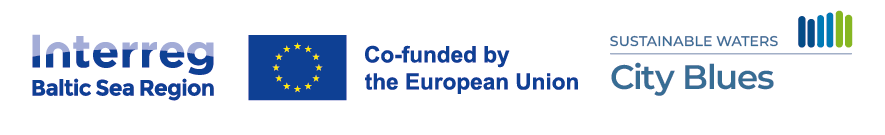 Interreg
Baltic Sea Region
Co-funded by
the European Union
SUSTAINABLE WATERS
City Blues